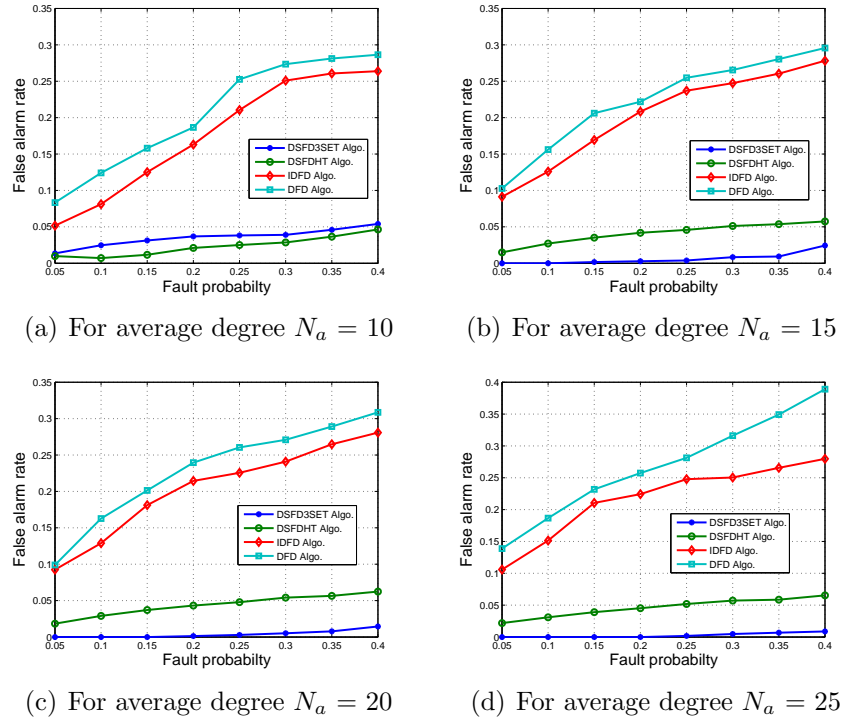 0.35
0.3
0.25
0.2
0.15
0.1
0.05
0
False alarm rate
DSFD3SET Algo.
DSFDHT Algo.
IDFD Algo.
DFD Algo.
0.05 0.1 0.15 0.2 0.25 0.3 0.35 0.4
Fault probabilty
(a) For average degree Nₐ = 10
0.35
0.3
0.25
0.2
0.15
0.1
0.05
0
False alarm rate
DSFD3SET Algo.
DSFDHT Algo.
IDFD Algo.
DFD Algo.
0.05 0.1 0.15 0.2 0.25 0.3 0.35 0.4
Fault probabilty
(b) For average degree Nₐ = 15
0.35
0.3
0.25
0.2
0.15
0.1
0.05
0
False alarm rate
DSFD3SET Algo.
DSFDHT Algo.
IDFD Algo.
DFD Algo.
0.05 0.1 0.15 0.2 0.25 0.3 0.35 0.4
Fault probabilty
(c) For average degree Nₐ = 20
0.4
0.35
0.3
0.25
0.2
0.15
0.1
0.05
0
False alarm rate
DSFD3SET Algo.
DSFDHT Algo.
IDFD Algo.
DFD Algo.
0.05 0.1 0.15 0.2 0.25 0.3 0.35 0.4
Fault probabilty
(d) For average degree Nₐ = 25